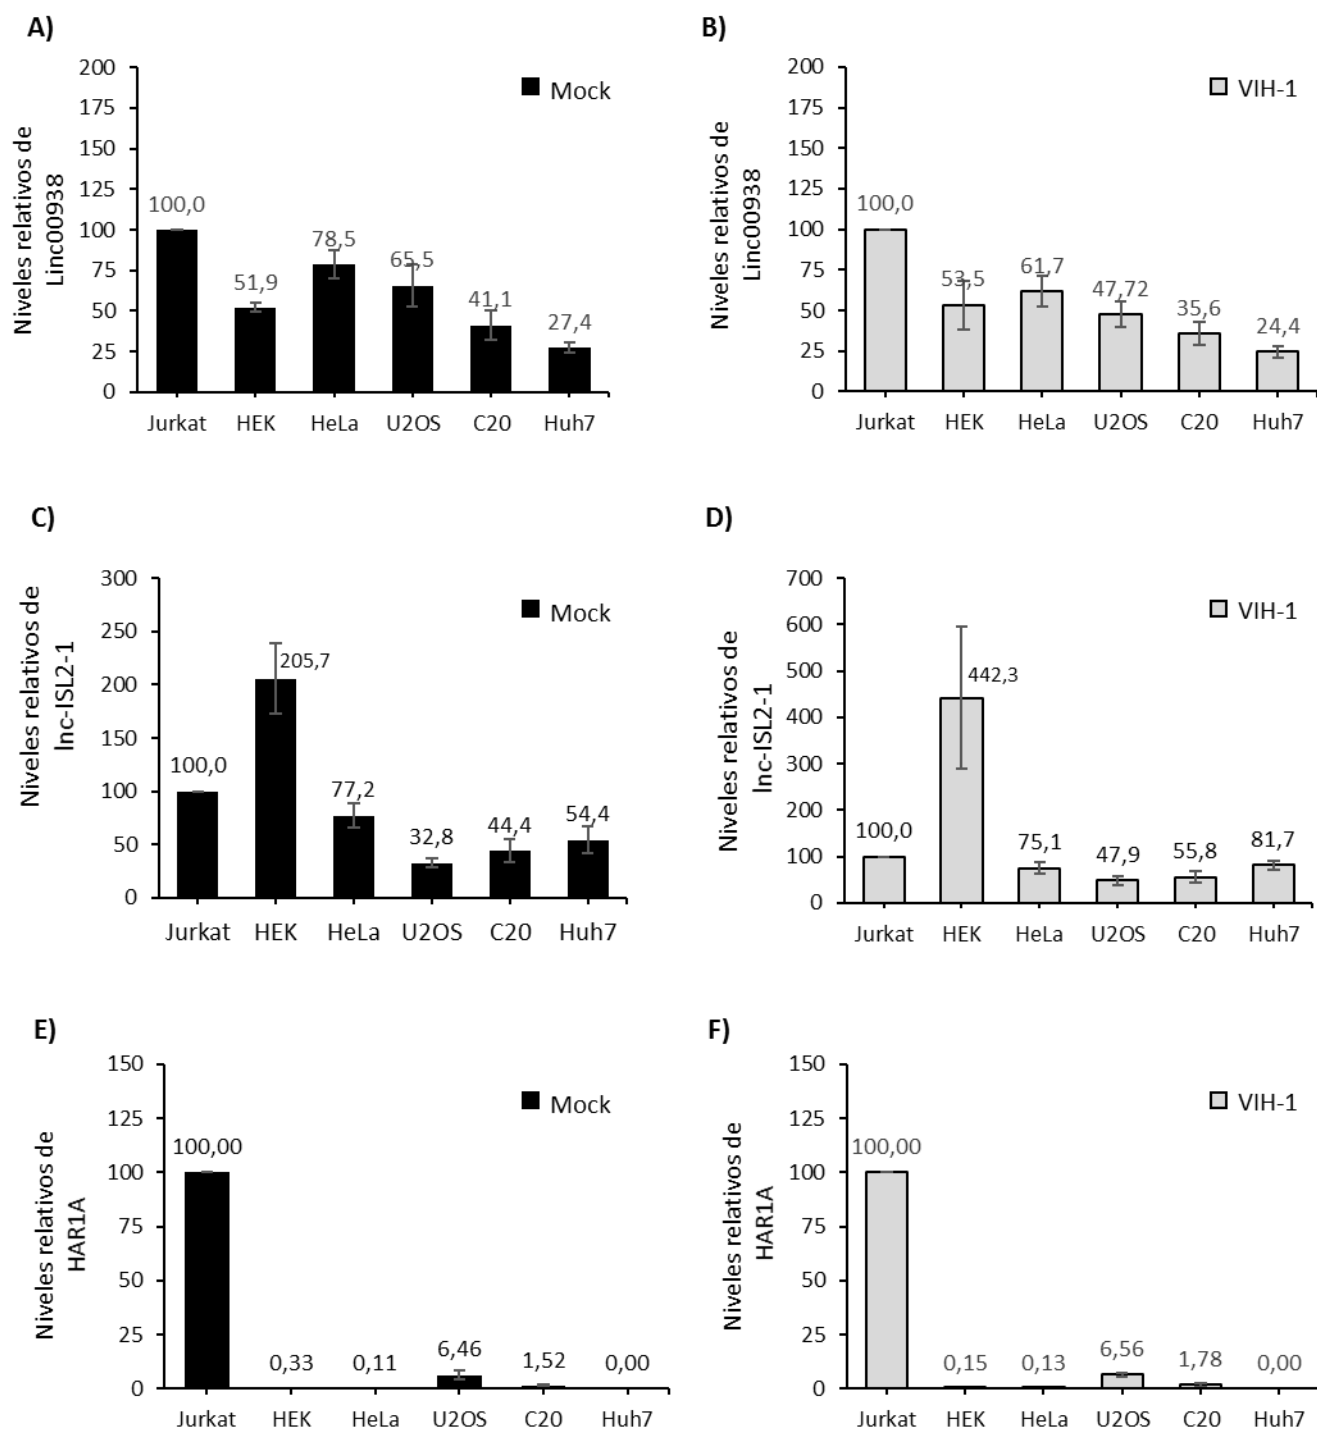 A)
Niveles relativos de
Linc00938
200
175
150
125
100
75
50
25
0
Mock
100,0
51,9
78,5
65,5
41,1
27,4
Jurkat HEK HeLa U2OS C20 Huh7
B)
Niveles relativos de
Linc00938
200
175
150
125
100
75
50
25
0
VIH-1
100,0
53,5
61,7
47,72
35,6
24,4
Jurkat HEK HeLa U2OS C20 Huh7
C)
Niveles relativos de
lnc-ISL2-1
300
250
200
150
100
50
0
Mock
100,0
205,7
77,2
32,8
44,4
54,4
Jurkat HEK HeLa U2OS C20 Huh7
D)
Niveles relativos de
lnc-ISL2-1
700
600
500
400
300
200
100
0
VIH-1
100,0
442,3
75,1
47,9
55,8
81,7
Jurkat HEK HeLa U2OS C20 Huh7
E)
Niveles relativos de
HAR1A
150
125
100
75
50
25
0
Mock
100,00
0,33
0,11
6,46
1,52
0,00
Jurkat HEK HeLa U2OS C20 Huh7
F)
Niveles relativos de
HAR1A
150
125
100
75
50
25
0
VIH-1
100,00
0,15
0,13
6,56
1,78
0,00
Jurkat HEK HeLa U2OS C20 Huh7